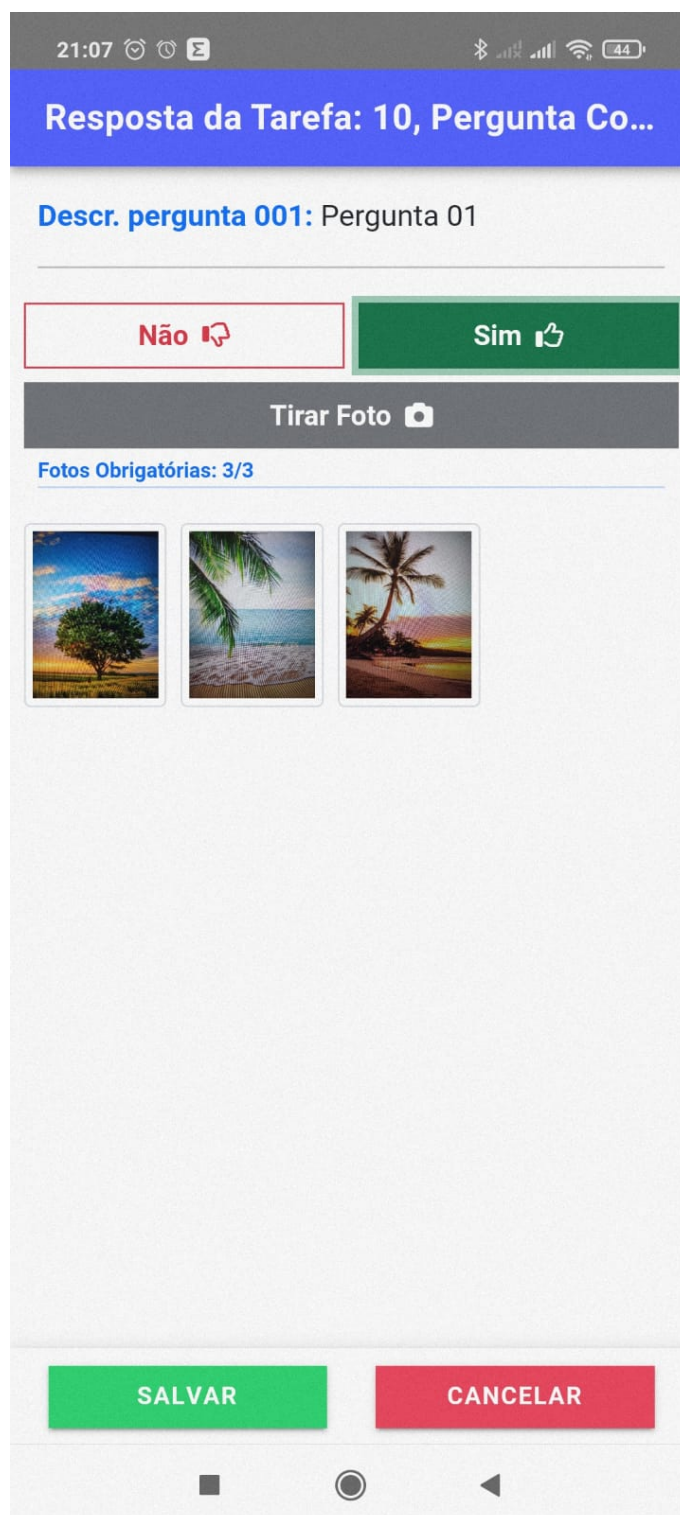 21:07 Σ 44
Resposta da Tarefa: 10, Pergunta Co...
Descr. pergunta 001: Pergunta 01
Não
Sim
Tirar Foto
Fotos Obrigatórias: 3/3
SALVAR
CANCELAR